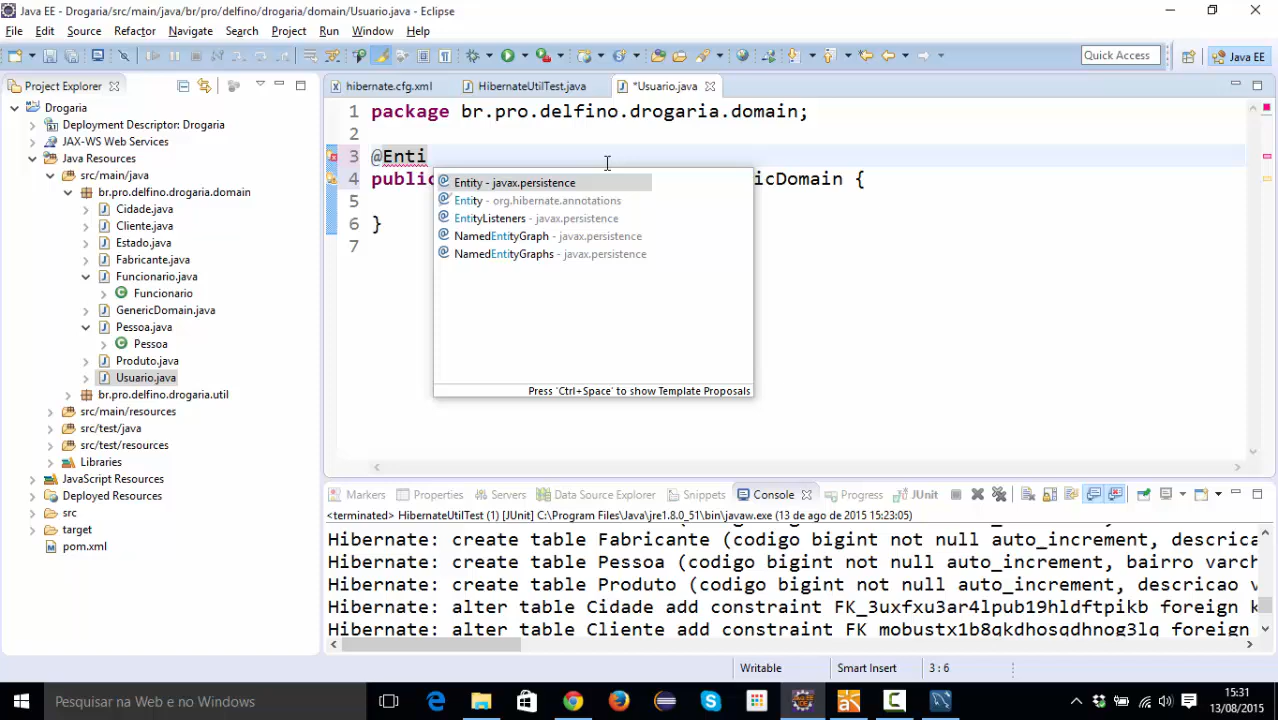 Java EE - Drogaria/src/main/java/br/pro/delfino/drogaria/domain/Usuario.java - Eclipse
File Edit Source Refactor Navigate Search Project Run Window Help
Quick Access
Java EE
Project Explorer
Drogaria
Deployment Descriptor: Drogaria
JAX-WS Web Services
Java Resources
src/main/java
br.pro.delfino.drogaria.domain
Cidade.java
Cliente.java
Estado.java
Fabricante.java
Funcionario.java
Funcionario
GenericDomain.java
Pessoa.java
Pessoa
Produto.java
Usuario.java
br.pro.delfino.drogaria.util
src/main/resources
src/test/java
src/test/resources
Libraries
JavaScript Resources
Deployed Resources
src
target
pom.xml
hibernate.cfg.xml HibernateUtilTest.java *Usuario.java
1 package br.pro.delfino.drogaria.domain;
2
3 @Enti
4 public icDomain {
5
6 }
7
Entity - javax.persistence
Entity - org.hibernate.annotations
EntityListeners - javax.persistence
NamedEntityGraph - javax.persistence
NamedEntityGraphs - javax.persistence
Press 'Ctrl+Space' to show Template Proposals
Markers Properties Servers Data Source Explorer Snippets Console Progress JUnit
<terminated> HibernateUtilTest (1) [JUnit] C:\Program Files\Java\jre1.8.0_51\bin\javaw.exe (13 de ago de 2015 15:23:05)
Hibernate: create table Fabricante (codigo bigint not null auto_increment, descrica
Hibernate: create table Pessoa (codigo bigint not null auto_increment, bairro varch
Hibernate: create table Produto (codigo bigint not null auto_increment, descricao v
Hibernate: alter table Cidade add constraint FK_3uxfxu3ar4lpub19hldftpikb foreign k
Hibernate: alter table Cliente add constraint FK_mobustx1b8gkdhosqdhnog3lg foreign
Writable Smart Insert 3 : 6
Pesquisar na Web e no Windows
15:31
13/08/2015